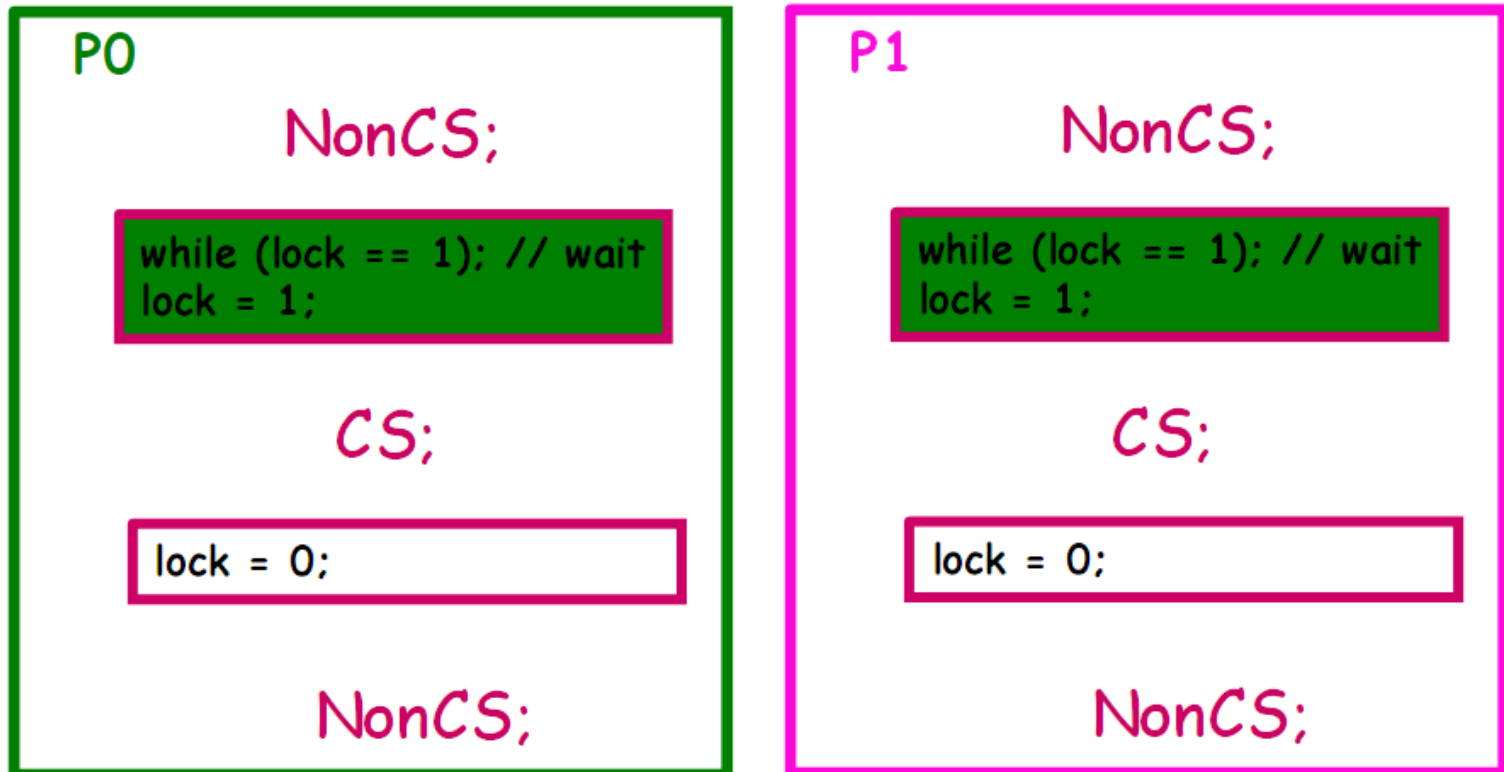 P0
NonCS;
while (lock == 1); // wait
lock = 1;
CS;
lock = 0;
NonCS;
P1
NonCS;
while (lock == 1); // wait
lock = 1;
CS;
lock = 0;
NonCS;